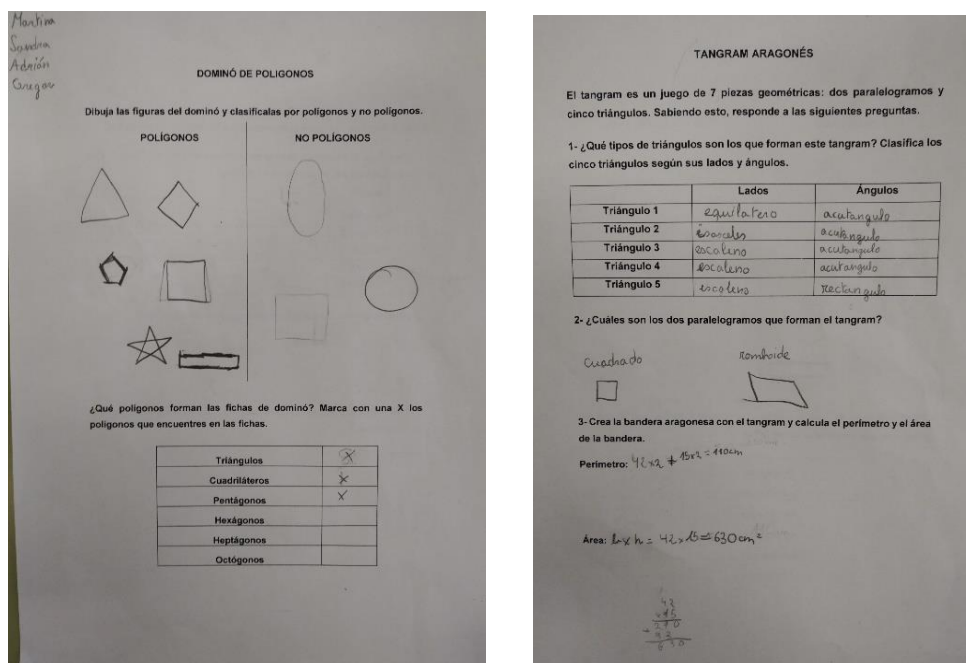 Martina
Sandra
Adrián
Gregor
DOMINÓ DE POLIGONOS
Dibuja las figuras del dominó y clasifícalas por polígonos y no polígonos.
POLÍGONOS
NO POLÍGONOS
¿Qué polígonos forman las fichas de dominó? Marca con una X los
polígonos que encuentres en las fichas.
Triángulos X
Cuadriláteros X
Pentágonos X
Hexágonos
Heptágonos
Octógonos
TANGRAM ARAGONÉS
El tangram es un juego de 7 piezas geométricas: dos paralelogramos y
cinco triángulos. Sabiendo esto, responde a las siguientes preguntas.
1- ¿Qué tipos de triángulos son los que forman este tangram? Clasifica los
cinco triángulos según sus lados y ángulos.
Lados Ángulos
Triángulo 1 equilatero acutangulo
Triángulo 2 isosceles acutangulo
Triángulo 3 escaleno acutangulo
Triángulo 4 escaleno acutangulo
Triángulo 5 escaleno rectangulo
2- ¿Cuáles son los dos paralelogramos que forman el tangram?
cuadrado romboide
3- Crea la bandera aragonesa con el tangram y calcula el perímetro y el área
de la bandera.
Perímetro: 42x2 + 15x2 = 110cm
Área: b x h = 42 x 15 = 630 cm²